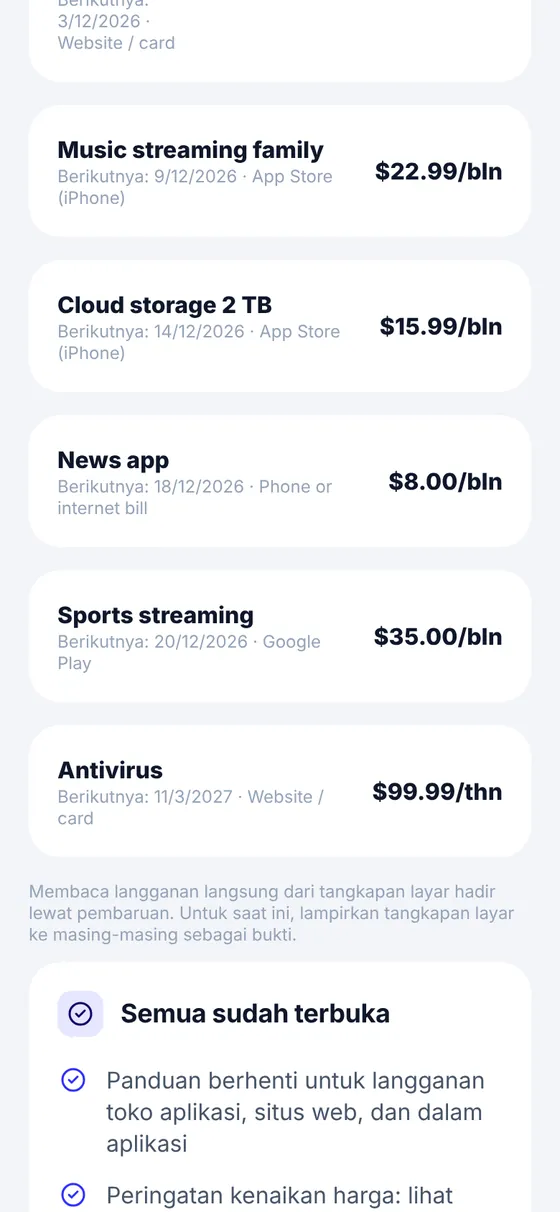 Berikutnya:
3/12/2026 ·
Website / card
Music streaming family
Berikutnya: 9/12/2026 · App Store
(iPhone)
$22.99/bln
Cloud storage 2 TB
Berikutnya: 14/12/2026 · App Store
(iPhone)
$15.99/bln
News app
Berikutnya: 18/12/2026 · Phone or
internet bill
$8.00/bln
Sports streaming
Berikutnya: 20/12/2026 · Google
Play
$35.00/bln
Antivirus
Berikutnya: 11/3/2027 · Website /
card
$99.99/thn
Membaca langganan langsung dari tangkapan layar hadir
lewat pembaruan. Untuk saat ini, lampirkan tangkapan layar
ke masing-masing sebagai bukti.
Semua sudah terbuka
Panduan berhenti untuk langganan
toko aplikasi, situs web, dan dalam
aplikasi
Peringatan kenaikan harga: lihat